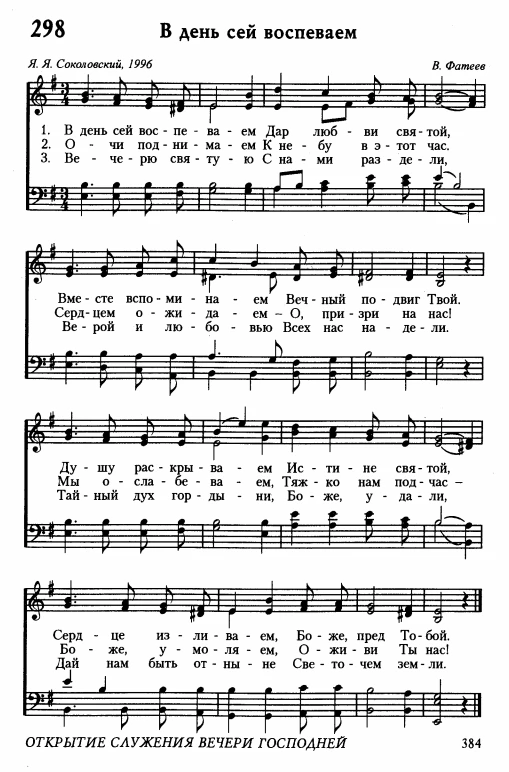 298
В день сей воспеваем
Я. Я. Соколовский, 1996
В. Фатеев
3
4
1. В день сей вос - пе - ва - ем Дар люб - ви свя - той,
2. О - чи под - ни - ма - ем К не - бу в э - тот час.
3. Ве - че - рю свя - ту - ю С на - ми раз - де - ли,
3
4
Вме - сте вспо - ми - на - ем Веч - ный по - двиг Твой.
Серд - цем о - жи - да - ем – О, при - зри на нас!
Ве - рой и лю - бо - вью Всех нас на - де - ли.
Ду - шу рас - кры - ва - ем Ис - ти - не свя - той,
Мы о - сла - бе - ва - ем, Тяж - ко нам под - час –
Тай - ный дух гор - ды - ни, Бо - же, у - да - ли,
Серд - це из - ли - ва - ем, Бо - же, пред То - бой.
Бо - же, у - мо - ля - ем, О - жи - ви Ты нас!
Дай нам быть от - ны - не Све - то - чем зем - ли.
ОТКРЫТИЕ СЛУЖЕНИЯ ВЕЧЕРИ ГОСПОДНЕЙ
384